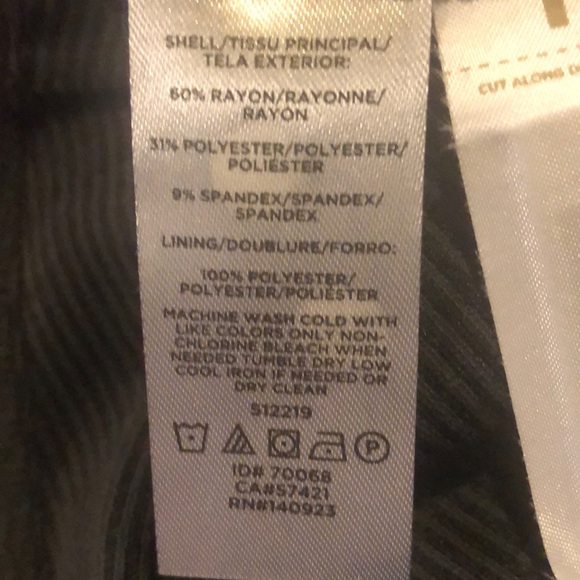 SHELL/TISSU PRINCIPAL/
TELA EXTERIOR:
60% RAYON/RAYONNE/
RAYÓN
31% POLYESTER/POLYESTER/
POLIÉSTER
9% SPANDEX/SPANDEX/
SPANDEX
LINING/DOUBLURE/FORRO:
100% POLYESTER/
POLYESTER/POLIÉSTER
MACHINE WASH COLD WITH
LIKE COLORS ONLY NON-
CHLORINE BLEACH WHEN
NEEDED TUMBLE DRY LOW
COOL IRON IF NEEDED OR
DRY CLEAN
S12219
P
ID# 70068
CA#57421
RN#140923
CUT ALONG